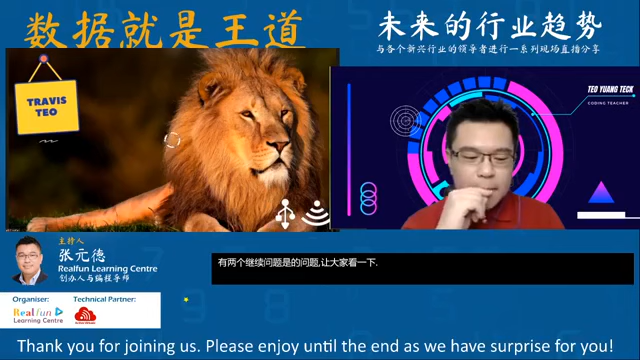 数据就是王道
未来的行业趋势
与各个新兴行业的领导者进行一系列现场直播分享
TRAVIS
TEO
TEO YUANG TECK
CODING TEACHER
主持人
张元德
Realfun Learning Centre
创办人与编程导师
有两个继续问题是的问题,让大家看一下.
Organiser:
Technical Partner:
Realfun
Learning Centre
Thank you for joining us. Please enjoy until the end as we have surprise for you!